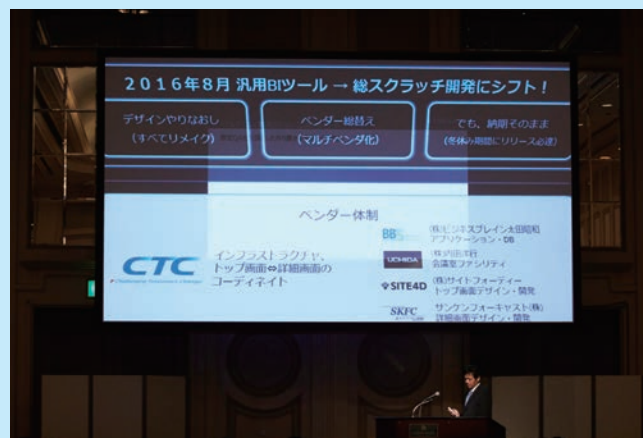 2016年8月 汎用BIツール → 総スクラッチ開発にシフト!
デザインやりなおし
(すべてリメイク)
ベンダー総替え
(マルチベンダ化)
でも、納期そのまま
(冬休み期間にリリース必達)
ベンダー体制
CTC
インフラストラクチャ、
トップ画面⇔詳細画面の
コーディネイト
BBS
(株)ビジネスブレイン太田昭和
アプリケーション・DB
UCHIDA
(株)内田洋行
会議室ファシリティ
SITE4D
(株)サイトフォーディー
トップ画面デザイン・開発
SKFC
サンケンフォーキャスト(株)
詳細画面デザイン・開発